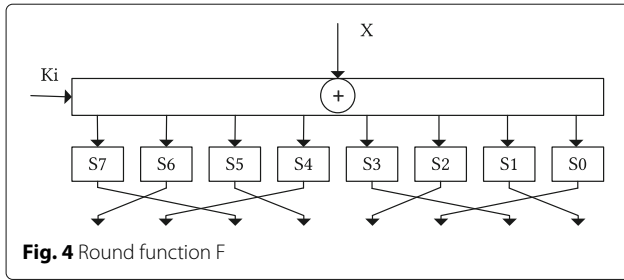 X
Ki
+
S7 S6 S5 S4 S3 S2 S1 S0
Fig. 4 Round function F